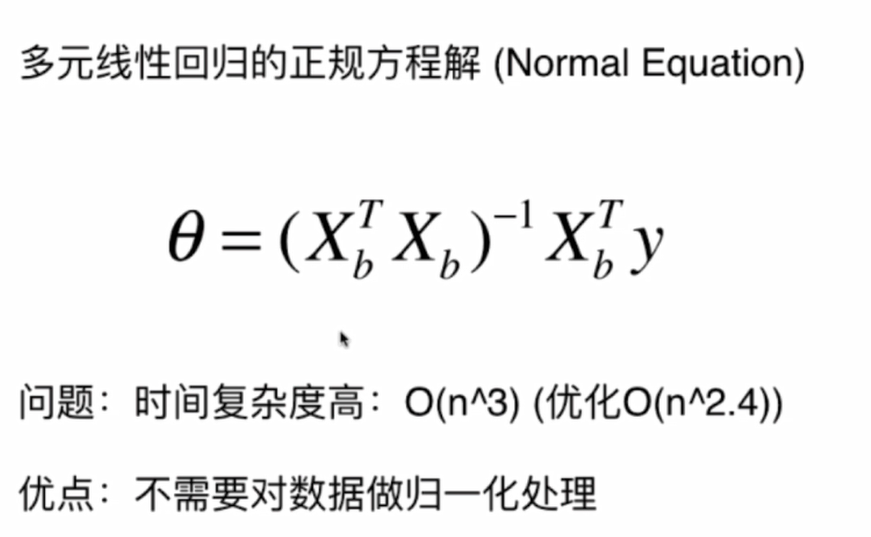 多元线性回归的正规方程解 (Normal Equation)
θ = (X_b^T X_b)^{-1} X_b^T y
问题：时间复杂度高：O(n^3) (优化O(n^2.4))
优点：不需要对数据做归一化处理